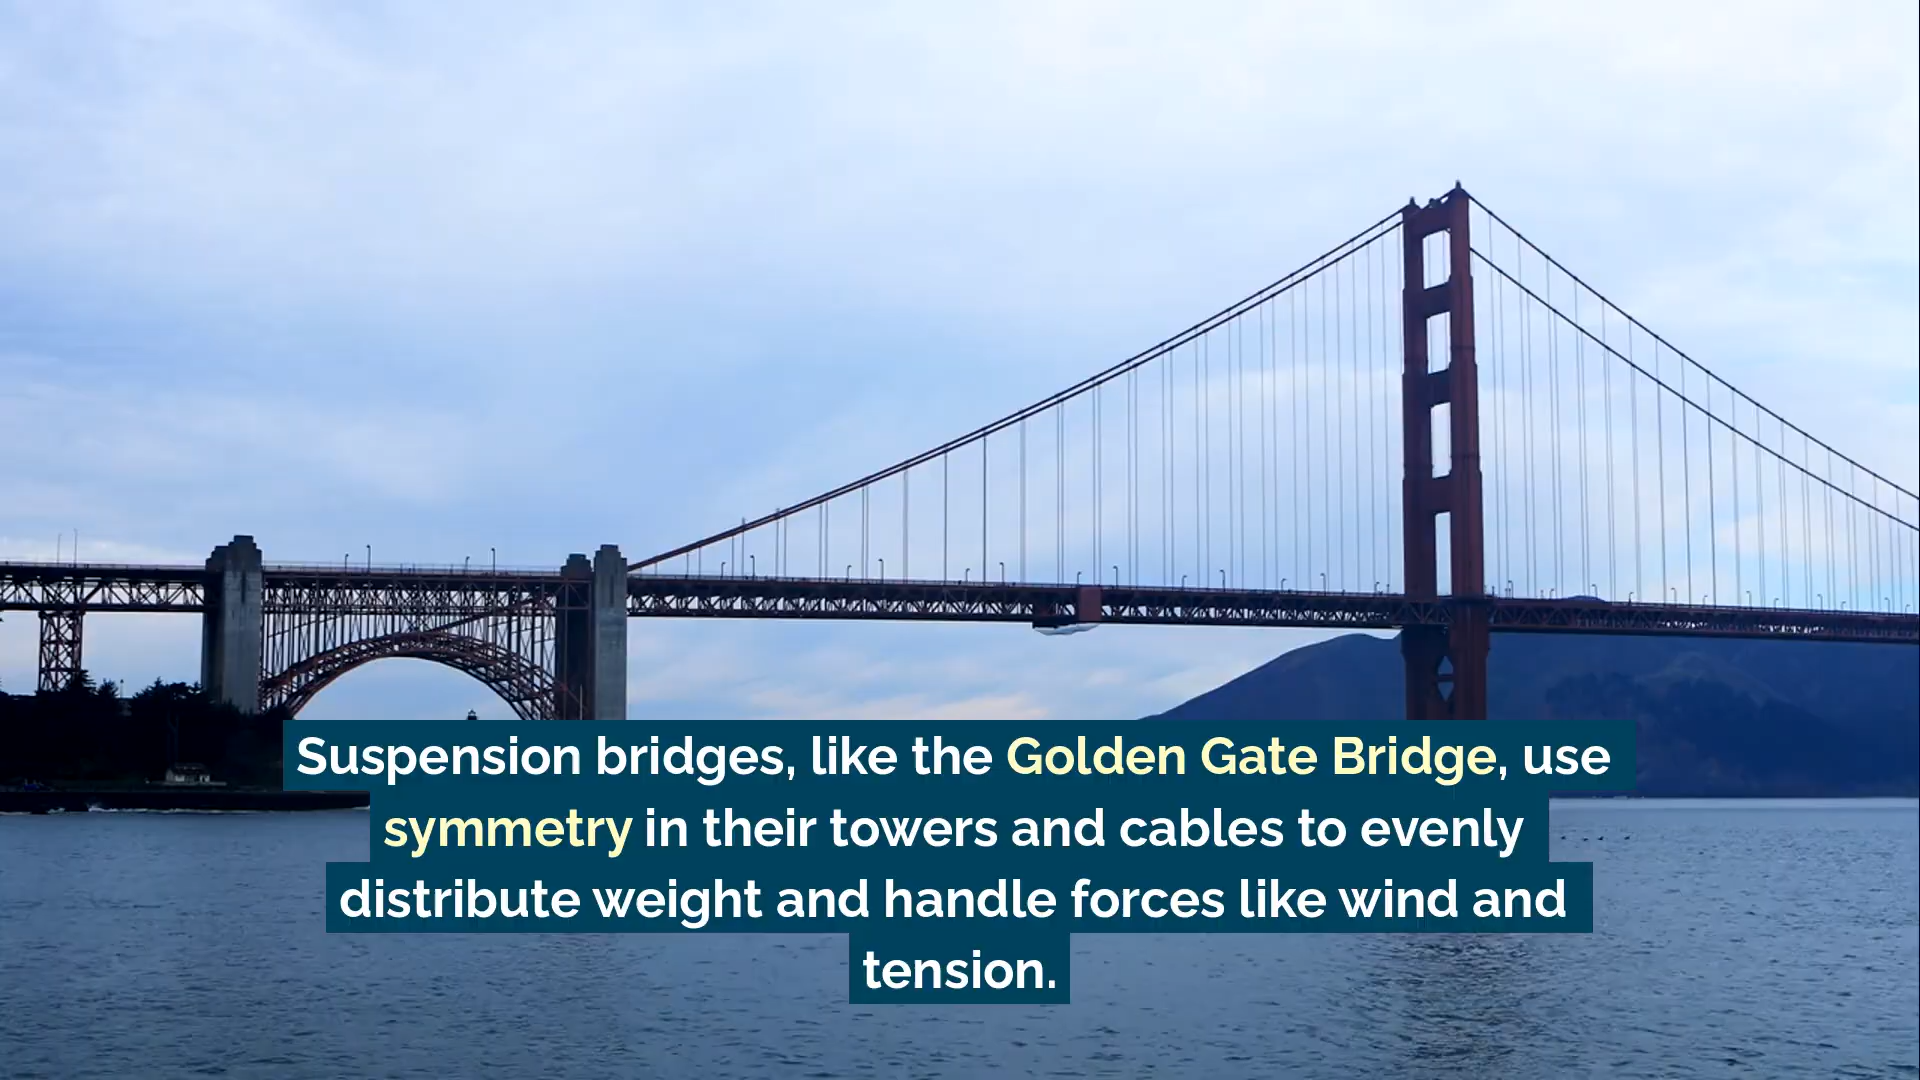 Suspension bridges, like the Golden Gate Bridge, use
symmetry in their towers and cables to evenly
distribute weight and handle forces like wind and
tension.